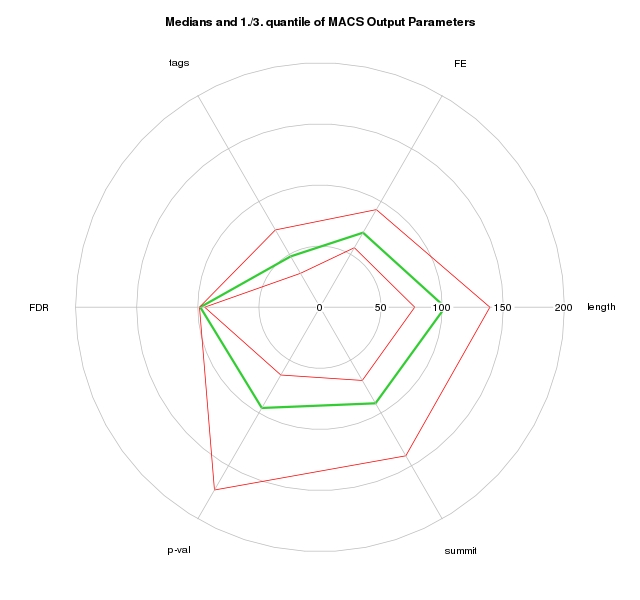 Medians and 1./3. quantile of MACS Output Parameters
tags
FE
FDR
0 50 100 150 200 length
p-val
summit